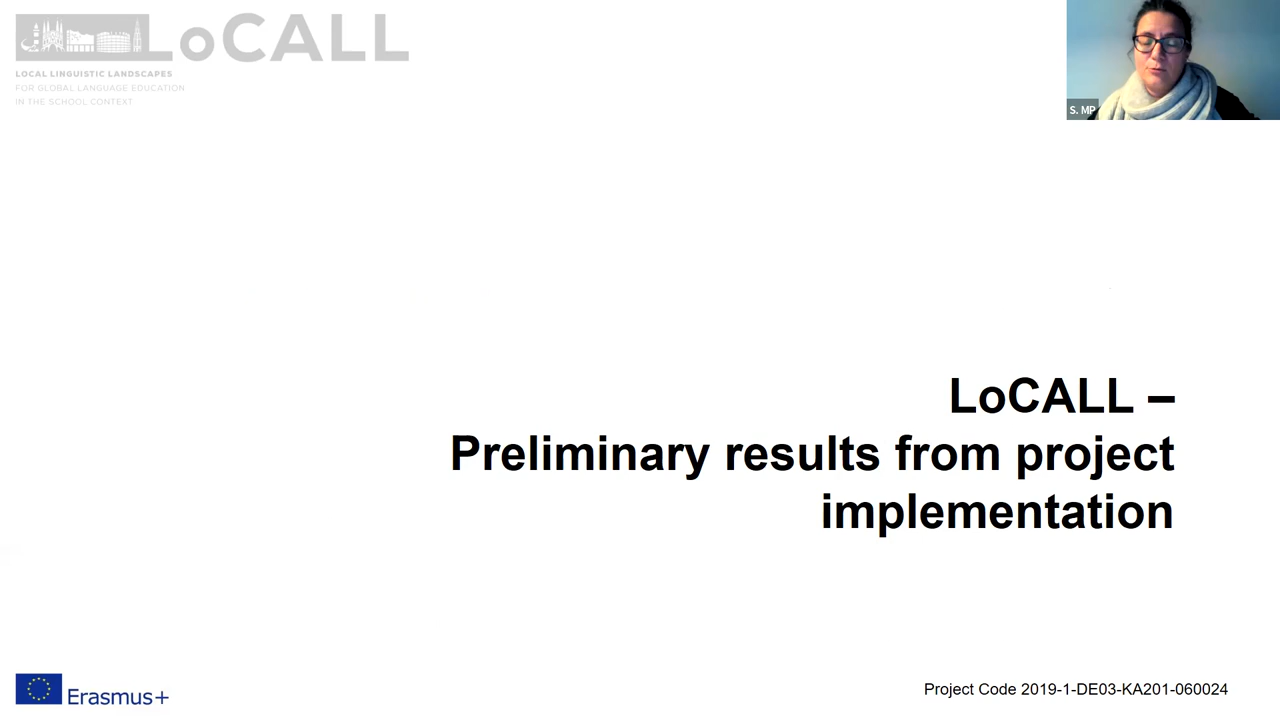 LoCALL
LOCAL LINGUISTIC LANDSCAPES
FOR GLOBAL LANGUAGE EDUCATION
IN THE SCHOOL CONTEXT
S. MP
LoCALL –
Preliminary results from project
implementation
Erasmus+
Project Code 2019-1-DE03-KA201-060024